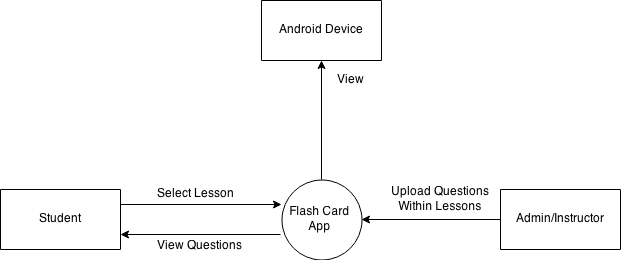 Android Device
View
Select Lesson
Upload Questions
Within Lessons
Student
Flash Card
App
Admin/Instructor
View Questions